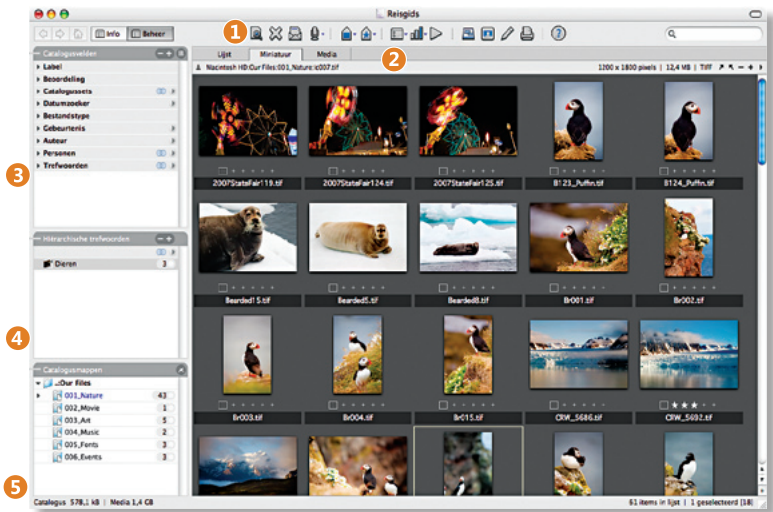 Reisgids
1
Info
Beheer
2
Lijst
Miniatuur
Media
Macintosh HD:Our Files:001_Nature:ic007.tif
1200 x 1800 pixels | 12,4 MB | TIFF
Catalogusvelden
Label
Beoordeling
Catalogussets
Datumzoeker
Bestandstype
Gebeurtenis
Auteur
Personen
Trefwoorden
3
2007StateFair119.tif
2007StateFair124.tif
2007StateFair125.tif
B123_Puffin.tif
B124_Puffin.tif
Hiërarchische trefwoorden
Dieren 3
Bearded15.tif
Bearded5.tif
Bearded8.tif
Br001.tif
Br002.tif
4
Catalogusmappen
..:Our files
001_Nature 43
002_Movie 1
003_Art 5
004_Music 2
005_Fonts 3
006_Events 3
Br003.tif
Br004.tif
Br015.tif
CRW_5686.tif
CRW_5692.tif
5
Catalogus 578,1 kB | Media 1,4 GB
61 items in lijst | 1 geselecteerd [18]